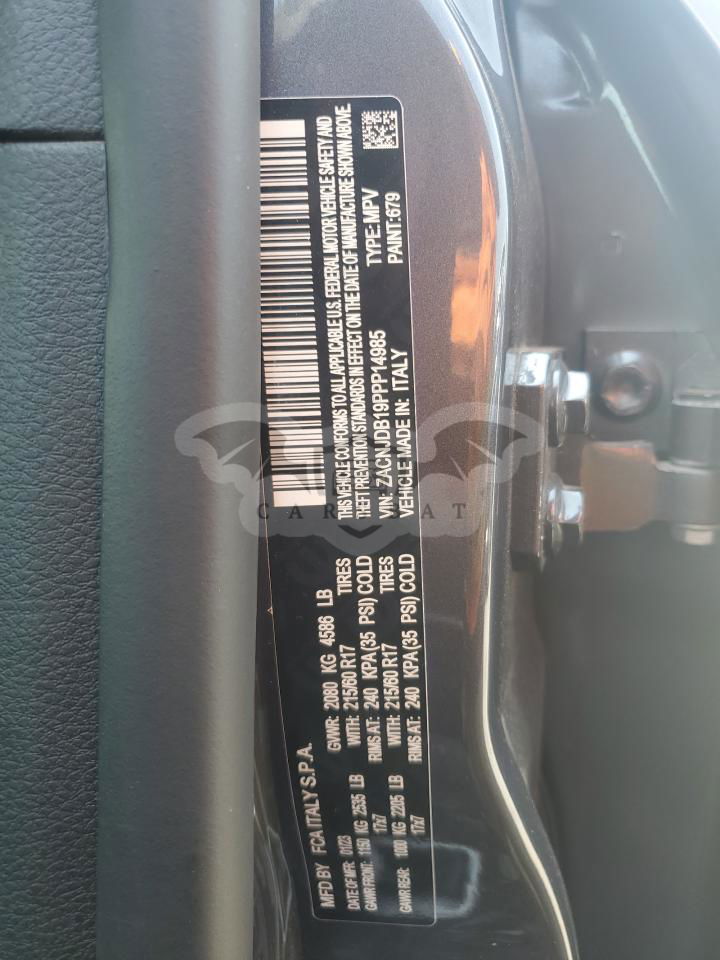 MFD BY FCA ITALY S.P.A.
DATE OF MFR: 01/23 GVWR: 2080 KG 4586 LB
GAWR FRONT: 1150 KG 2535 LB WITH: 215/60 R17 TIRES
17x7 RIMS AT: 240 KPA(35 PSI) COLD
GAWR REAR: 1000 KG 2205 LB WITH: 215/60 R17 TIRES
17x7 RIMS AT: 240 KPA(35 PSI) COLD
THIS VEHICLE CONFORMS TO ALL APPLICABLE U.S. FEDERAL MOTOR VEHICLE SAFETY AND
THEFT PREVENTION STANDARDS IN EFFECT ON THE DATE OF MANUFACTURE SHOWN ABOVE.
VIN: ZACNJDB19PPP14985 TYPE: MPV
VEHICLE MADE IN: ITALY PAINT: 679
CAR BAT